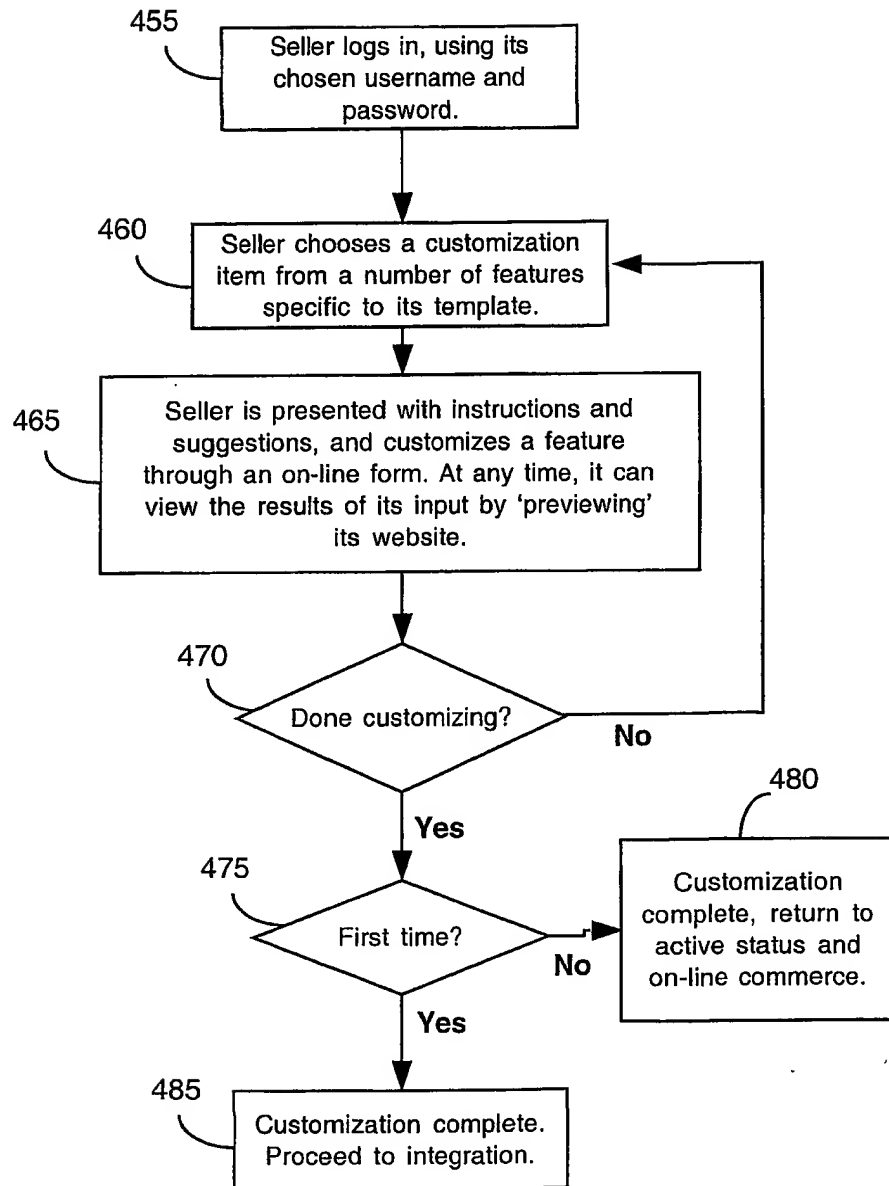 455
Seller logs in, using its
chosen username and
password.
460
Seller chooses a customization
item from a number of features
specific to its template.
465
Seller is presented with instructions and
suggestions, and customizes a feature
through an on-line form. At any time, it can
view the results of its input by ‘previewing’
its website.
470
Done customizing?
No
Yes
480
475
First time?
No
Customization
complete, return to
active status and
on-line commerce.
Yes
485
Customization complete.
Proceed to integration.